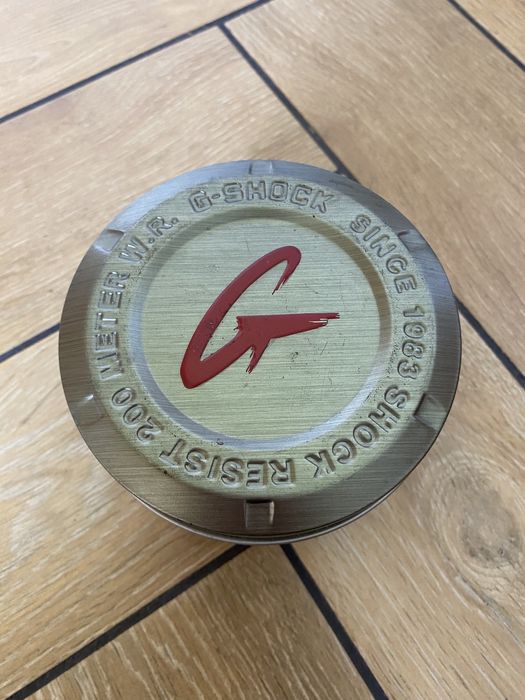 G-SHOCK SINCE 1983 SHOCK RESIST 200 METER W.R.
G